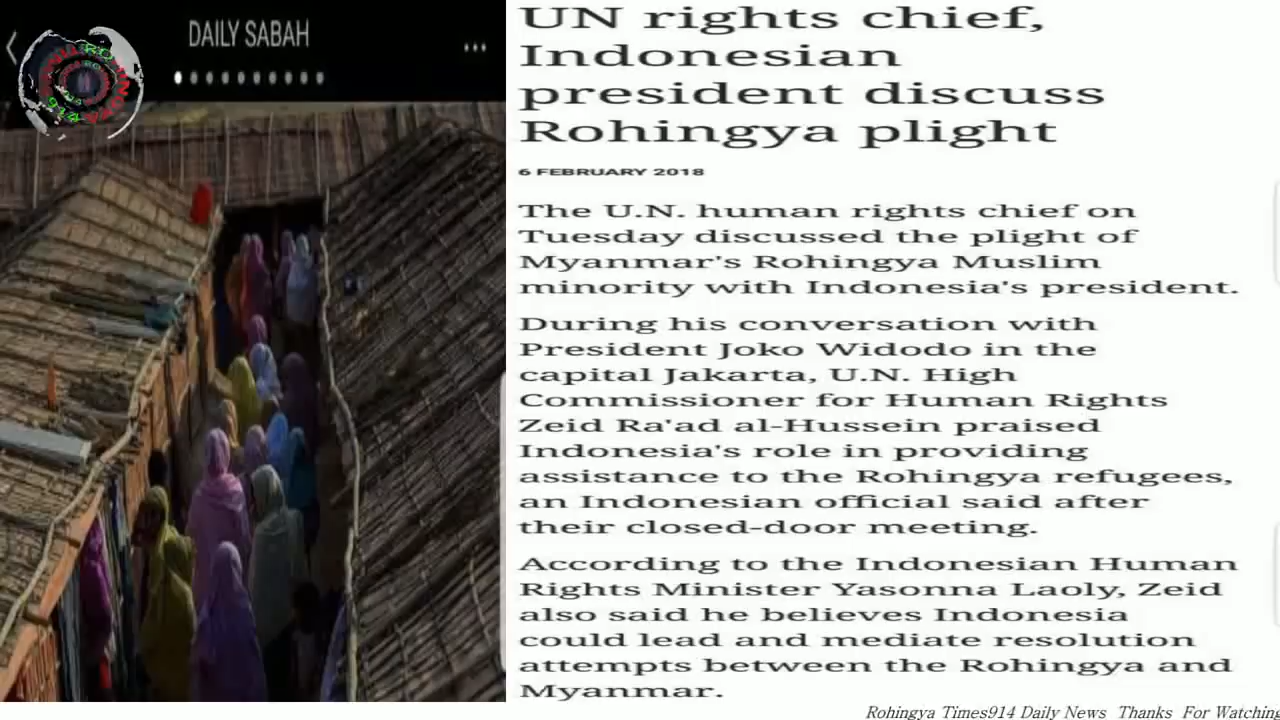 DAILY SABAH
UN rights chief,
Indonesian
president discuss
Rohingya plight
6 FEBRUARY 2018
The U.N. human rights chief on
Tuesday discussed the plight of
Myanmar's Rohingya Muslim
minority with Indonesia's president.
During his conversation with
President Joko Widodo in the
capital Jakarta, U.N. High
Commissioner for Human Rights
Zeid Ra'ad al-Hussein praised
Indonesia's role in providing
assistance to the Rohingya refugees,
an Indonesian official said after
their closed-door meeting.
According to the Indonesian Human
Rights Minister Yasonna Laoly, Zeid
also said he believes Indonesia
could lead and mediate resolution
attempts between the Rohingya and
Myanmar.
Rohingya Times914 Daily News Thanks For Watching